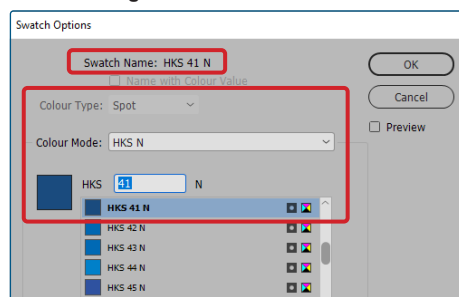 Swatch Options
Swatch Name: HKS 41 N
Name with Colour Value
Colour Type: Spot
Colour Mode: HKS N
HKS 41 N
HKS 41 N
HKS 42 N
HKS 43 N
HKS 44 N
HKS 45 N
OK
Cancel
Preview